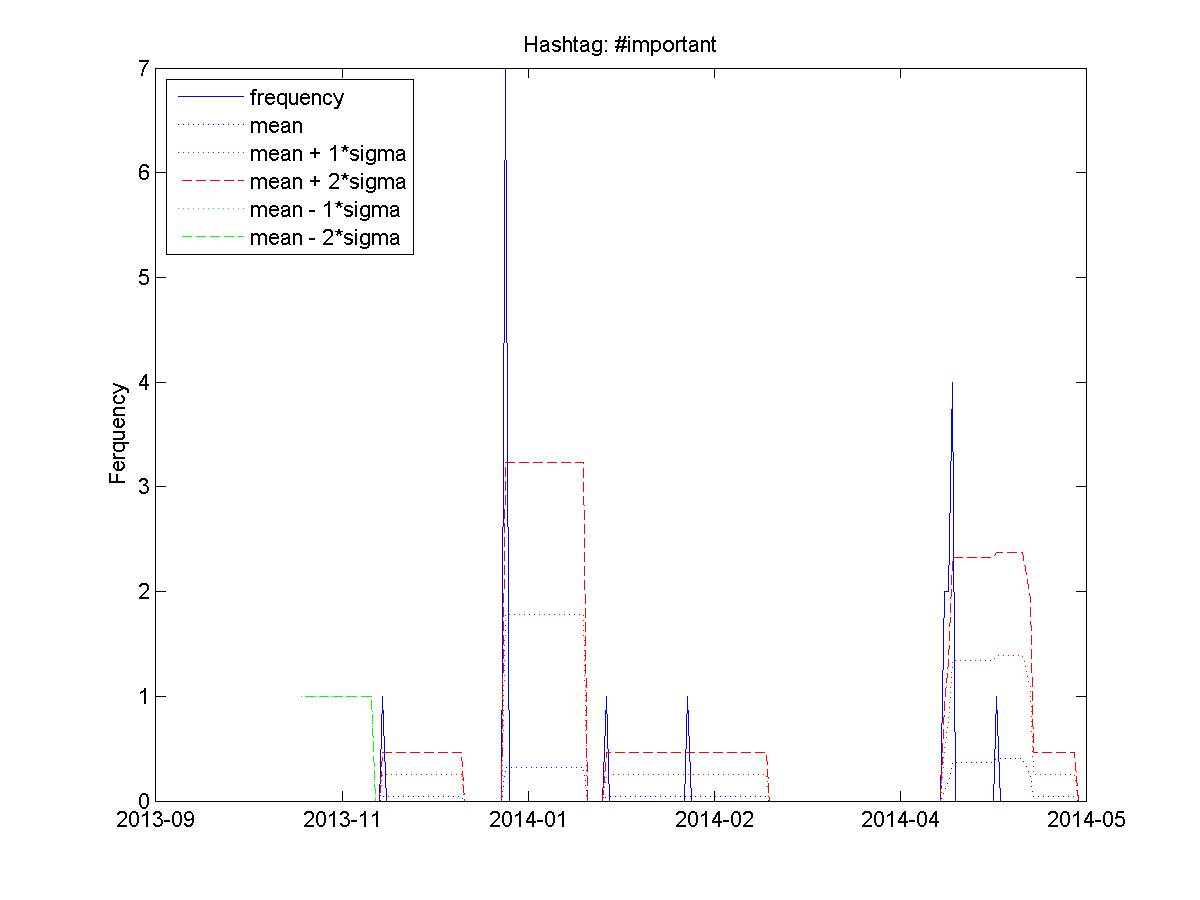 Hashtag: #important
7
frequency
mean
mean + 1*sigma
6
mean + 2*sigma
mean - 1*sigma
mean - 2*sigma
5
4
Ferquency
3
2
1
0
2013-09 2013-11 2014-01 2014-02 2014-04 2014-05